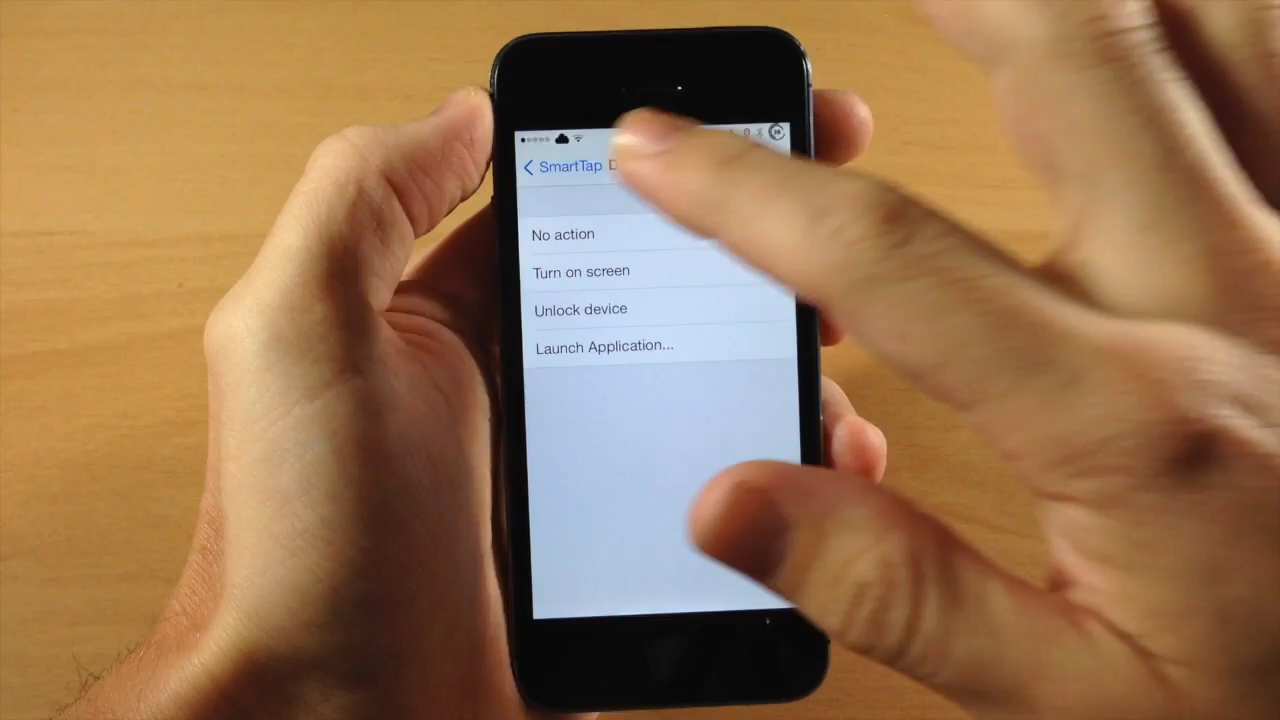 SmartTap
No action
Turn on screen
Unlock device
Launch Application...